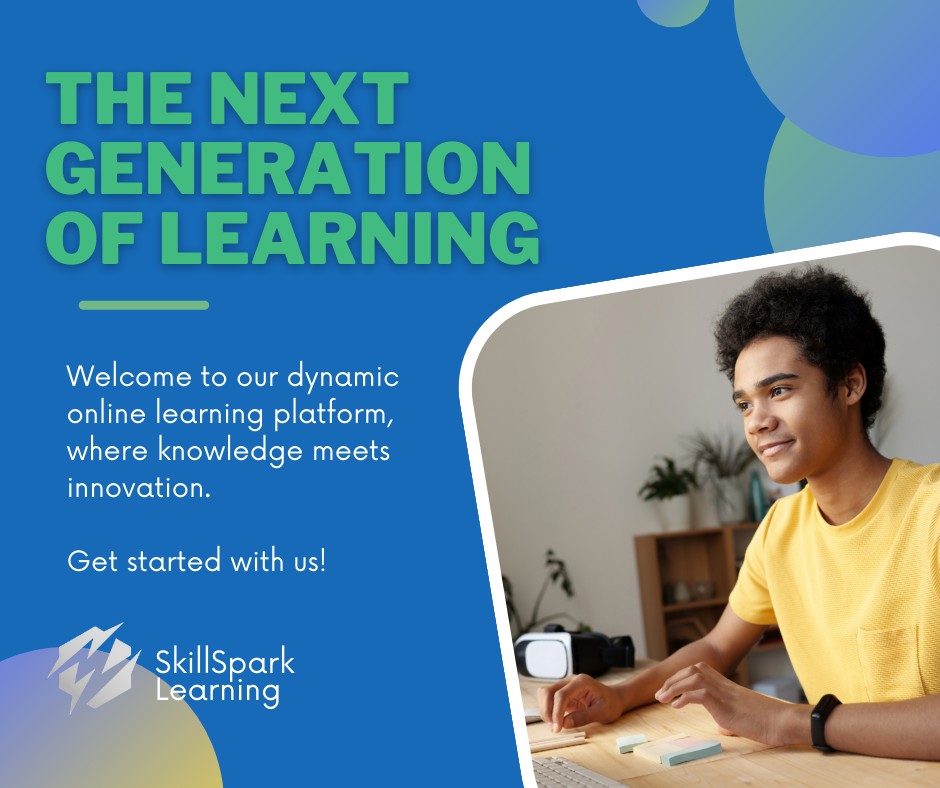 THE NEXT
GENERATION
OF LEARNING
Welcome to our dynamic
online learning platform,
where knowledge meets
innovation.
Get started with us!
SkillSpark
Learning